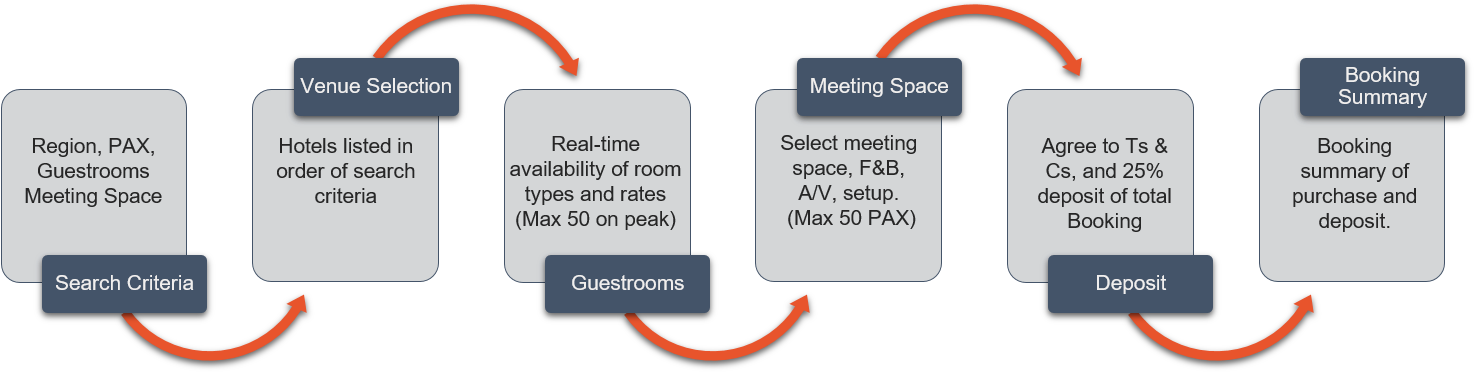 Region, PAX,
Guestrooms
Meeting Space
Search Criteria
Venue Selection
Hotels listed in
order of search
criteria
Real-time
availability of room
types and rates
(Max 50 on peak)
Guestrooms
Meeting Space
Select meeting
space, F&B,
A/V, setup.
(Max 50 PAX)
Agree to Ts &
Cs, and 25%
deposit of total
Booking
Deposit
Booking
Summary
Booking
summary of
purchase and
deposit.